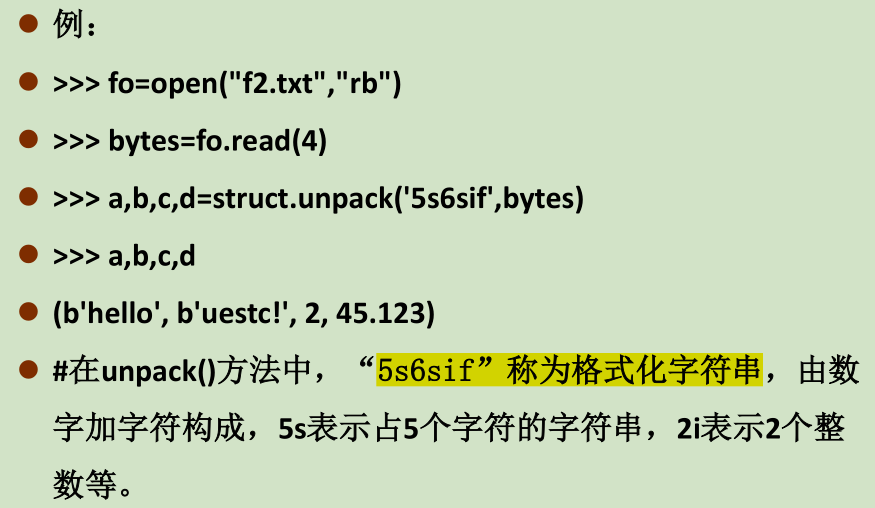 例：
>>> fo=open("f2.txt","rb")
>>> bytes=fo.read(4)
>>> a,b,c,d=struct.unpack('5s6sif',bytes)
>>> a,b,c,d
(b'hello', b'uestc!', 2, 45.123)
#在unpack()方法中，“5s6sif”称为格式化字符串，由数
字加字符构成，5s表示占5个字符的字符串，2i表示2个整
数等。